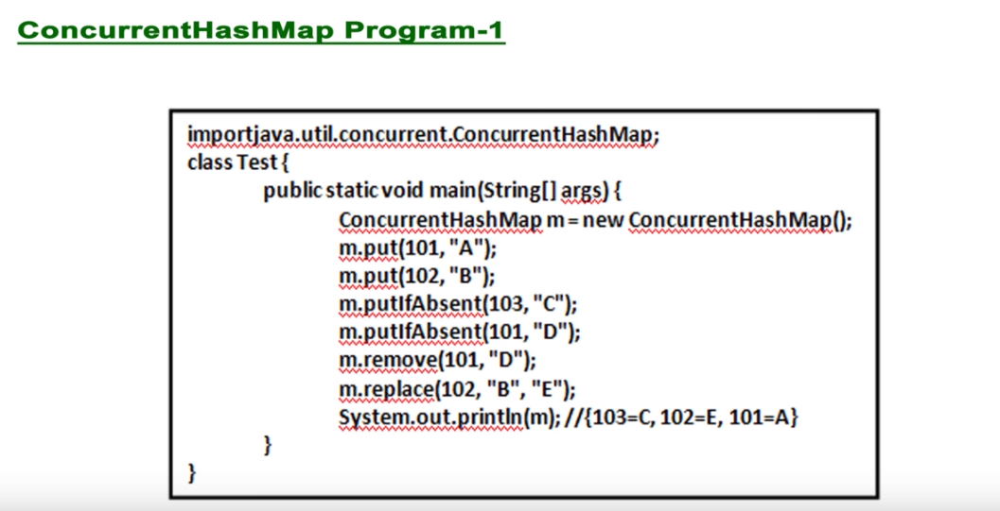 ConcurrentHashMap Program-1
importjava.util.concurrent.ConcurrentHashMap;
class Test {
public static void main(String[] args) {
ConcurrentHashMap m = new ConcurrentHashMap();
m.put(101, "A");
m.put(102, "B");
m.putIfAbsent(103, "C");
m.putIfAbsent(101, "D");
m.remove(101, "D");
m.replace(102, "B", "E");
System.out.println(m); //{103=C, 102=E, 101=A}
}
}